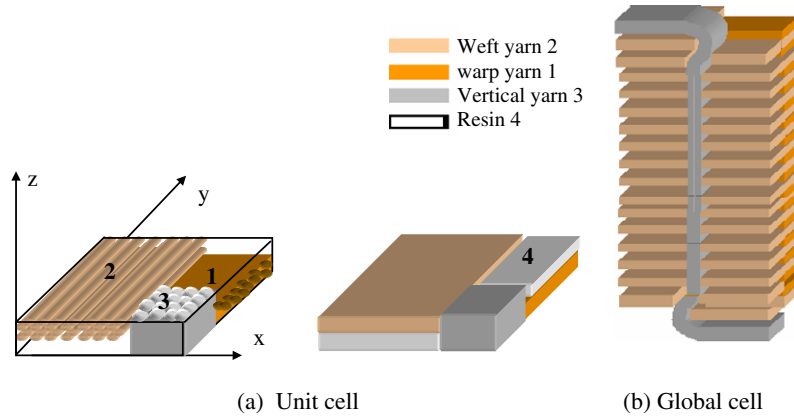 Weft yarn 2
warp yarn 1
Vertical yarn 3
Resin 4
z
y
2
1
3
x
4
(a) Unit cell
(b) Global cell